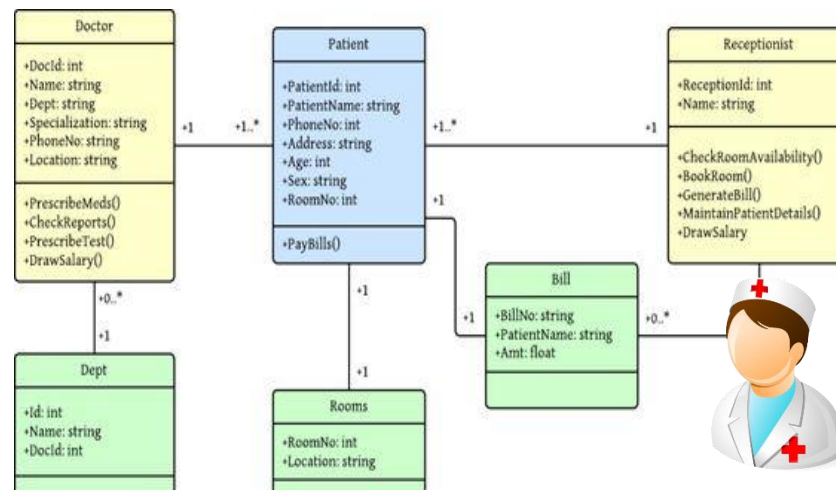 Doctor
+DocId: int
+Name: string
+Dept: string
+Specialization: string
+PhoneNo: string
+Location: string
+PrescribeMeds()
+CheckReports()
+PrescribeTest()
+DrawSalary()
+1
+1..*
Patient
+PatientId: int
+PatientName: string
+PhoneNo: int
+Address: string
+Age: int
+Sex: string
+RoomNo: int
+PayBills()
+1..*
+1
Receptionist
+ReceptionId: int
+Name: string
+CheckRoomAvailability()
+BookRoom()
+GenerateBill()
+MaintainPatientDetails()
+DrawSalary
+1
+1
Bill
+BillNo: string
+PatientName: string
+Amt: float
+0..*
+0..*
+1
Dept
+Id: int
+Name: string
+DocId: int
+1
+1
Rooms
+RoomNo: int
+Location: string